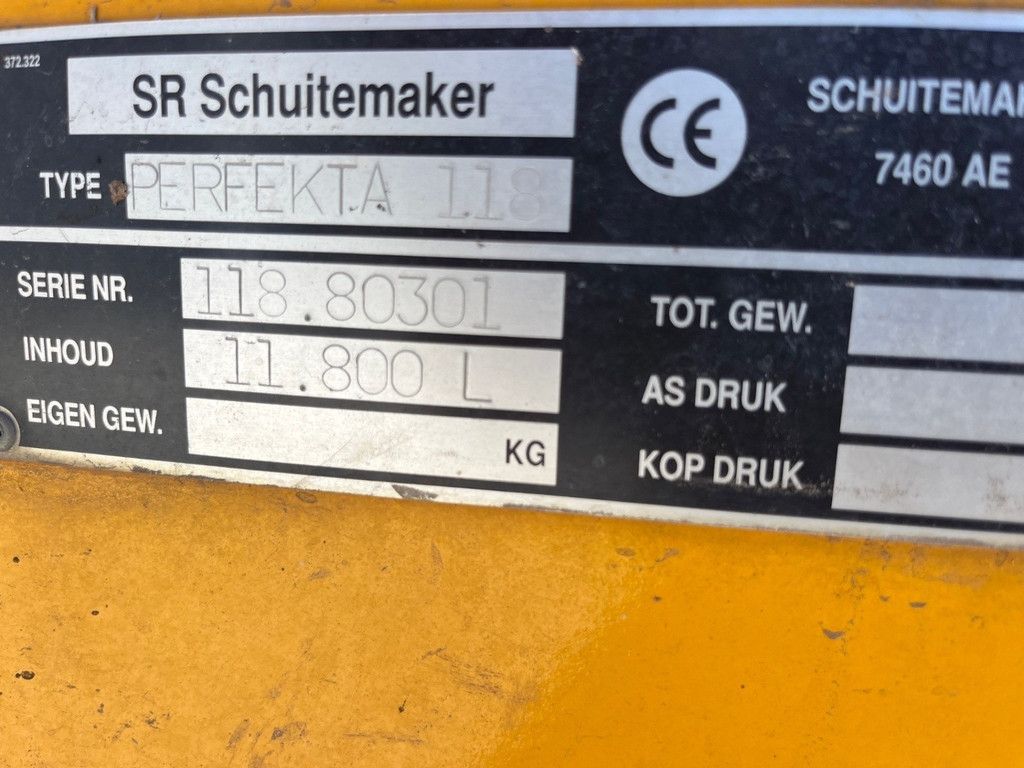 372.322
SR Schuitemaker
TYPE PERFEKTA 118
SERIE NR. 118.80301
INHOUD 11.800 L
EIGEN GEW. KG
CE
7460 AE
TOT. GEW.
AS DRUK
KOP DRUK